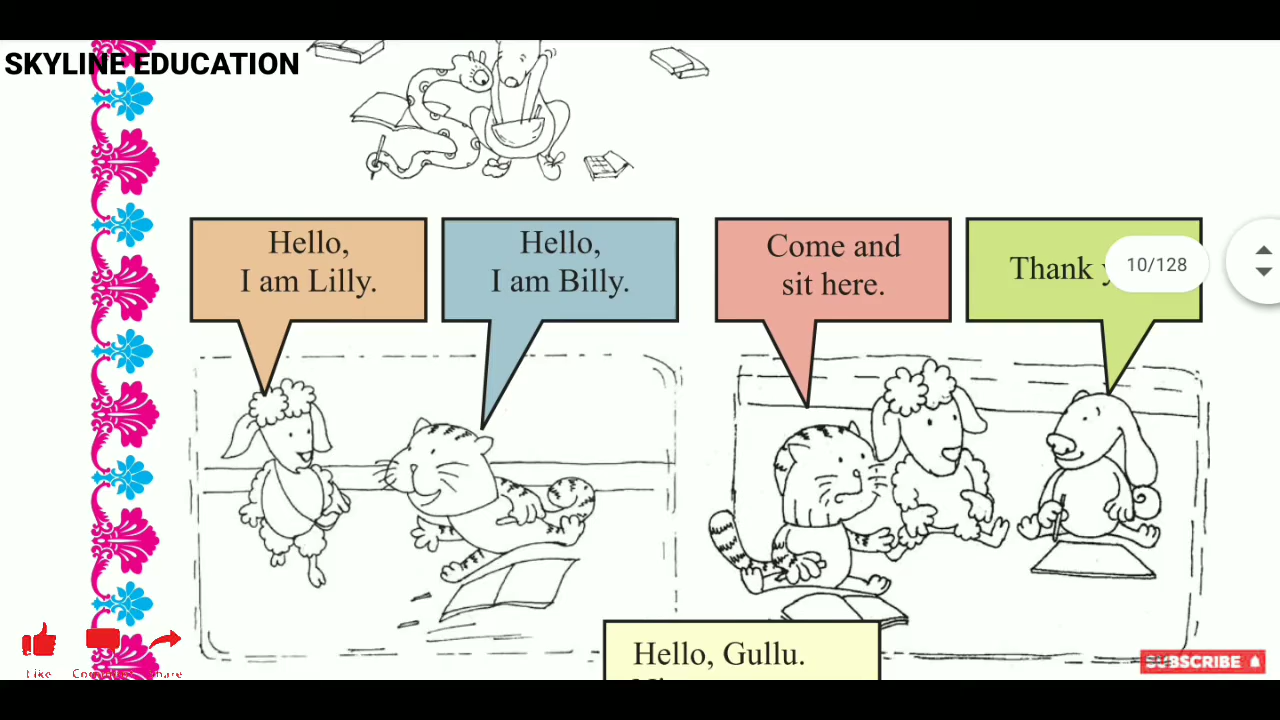 SKYLINE EDUCATION
Hello,
I am Lilly.
Hello,
I am Billy.
Come and
sit here.
Thank
10/128
Hello, Gullu.
Like
Share
SUBSCRIBE